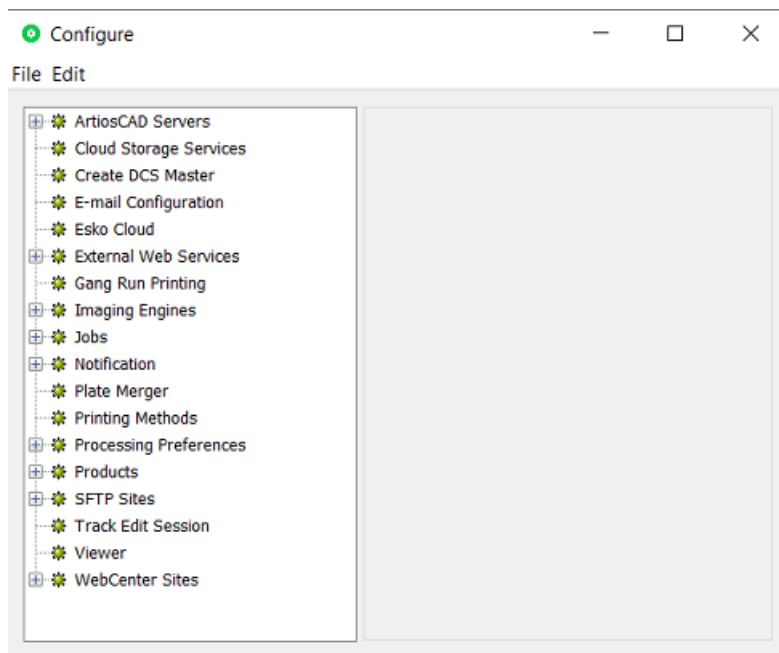 Configure
File Edit
ArtiosCAD Servers
Cloud Storage Services
Create DCS Master
E-mail Configuration
Esko Cloud
External Web Services
Gang Run Printing
Imaging Engines
Jobs
Notification
Plate Merger
Printing Methods
Processing Preferences
Products
SFTP Sites
Track Edit Session
Viewer
WebCenter Sites